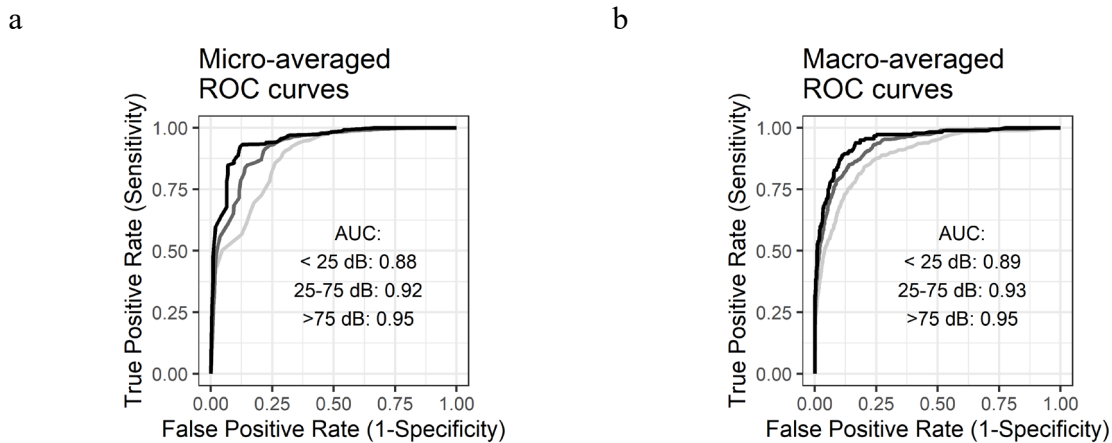 a
Micro-averaged
ROC curves
True Positive Rate (Sensitivity)
1.00
0.75
0.50
0.25
0.00
AUC:
< 25 dB: 0.88
25-75 dB: 0.92
>75 dB: 0.95
0.00 0.25 0.50 0.75 1.00
False Positive Rate (1-Specificity)
b
Macro-averaged
ROC curves
True Positive Rate (Sensitivity)
1.00
0.75
0.50
0.25
0.00
AUC:
< 25 dB: 0.89
25-75 dB: 0.93
>75 dB: 0.95
0.00 0.25 0.50 0.75 1.00
False Positive Rate (1-Specificity)